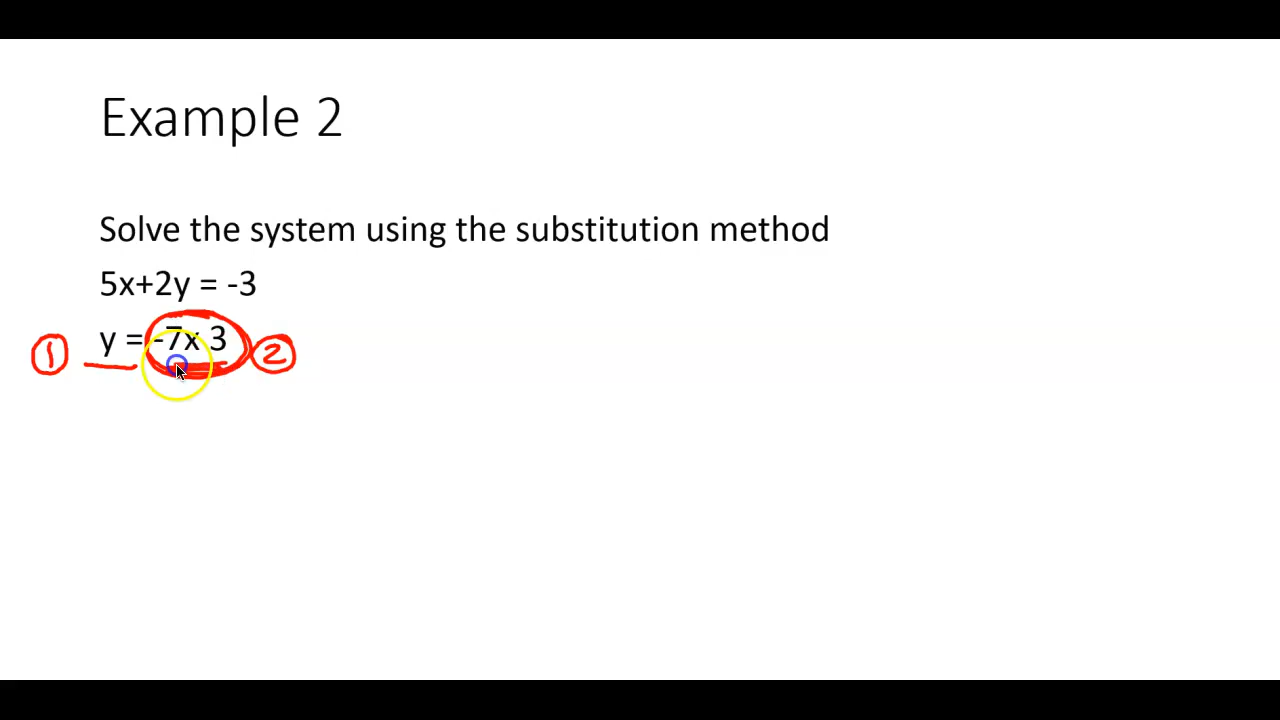 Example 2
Solve the system using the substitution method
5x+2y = -3
① y = -7x 3 ②